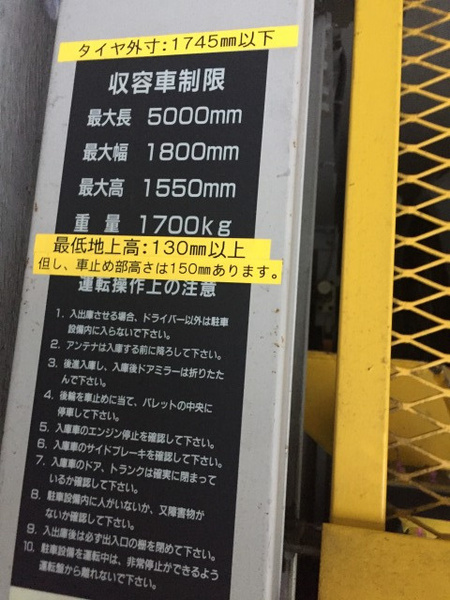 タイヤ外寸:1745mm以下
収容車制限
最大長 5000mm
最大幅 1800mm
最大高 1550mm
重量 1700kg
最低地上高:130mm以上
但し、車止め部高さは150mmあります。
運転操作上の注意
1. 入出庫させる場合、ドライバー以外は駐車
設備内に入らないで下さい。
2. アンテナは入庫する前に降ろして下さい。
3. 後進入庫し、入庫後ドアミラーは折りたた
んで下さい。
4. 後輪を車止めに当て、パレットの中央に
停車して下さい。
5. 入庫車のエンジン停止を確認して下さい。
6. 入庫車のサイドブレーキを確認して下さい。
7. 入庫車のドア、トランクは確実に閉まって
いるか確認して下さい。
8. 駐車設備内に人がいないか、又障害物が
ないか確認して下さい。
9. 入出庫後は必ず出入口の柵を閉めて下さい。
10. 駐車設備を運転中は、非常停止ができるよう
運転盤から離れないで下さい。